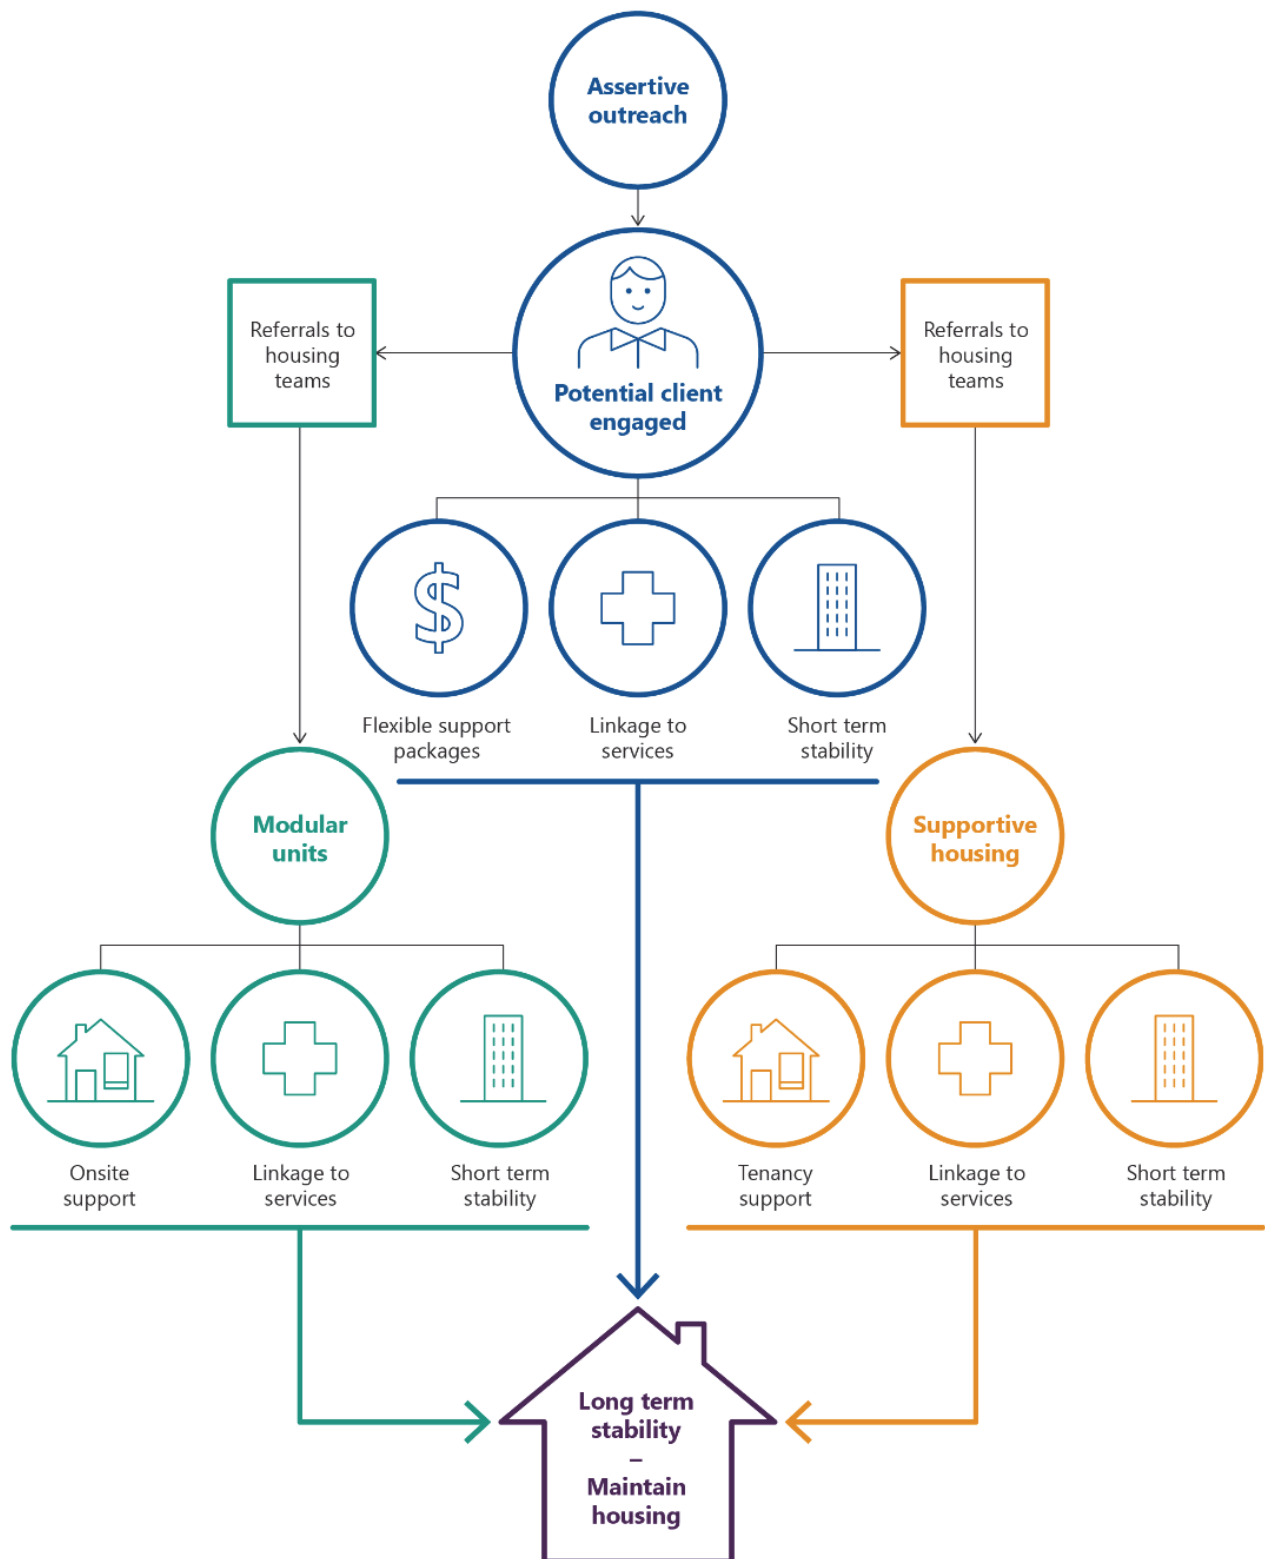 Assertive
outreach
Referrals to
housing
teams
Potential client
engaged
Referrals to
housing
teams
$
Flexible support
packages
Linkage to
services
Short term
stability
Modular
units
Supportive
housing
Onsite
support
Linkage to
services
Short term
stability
Tenancy
support
Linkage to
services
Short term
stability
Long term
stability
–
Maintain
housing